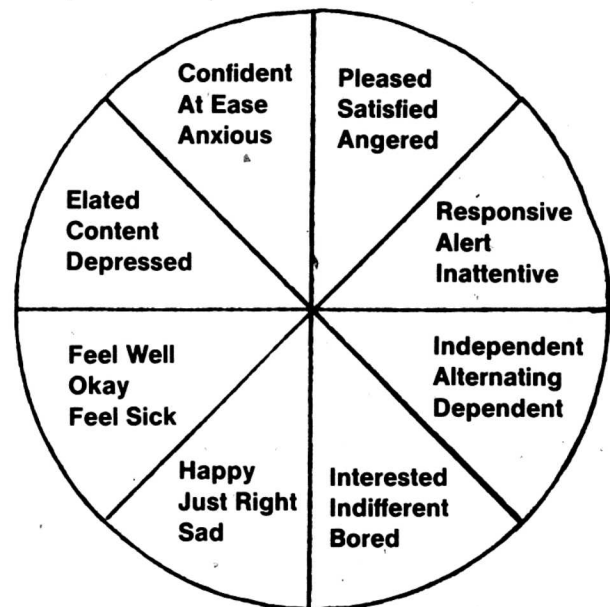 Confident
At Ease
Anxious
Pleased
Satisfied
Angered
Responsive
Alert
Inattentive
Independent
Alternating
Dependent
Interested
Indifferent
Bored
Happy
Just Right
Sad
Feel Well
Okay
Feel Sick
Elated
Content
Depressed